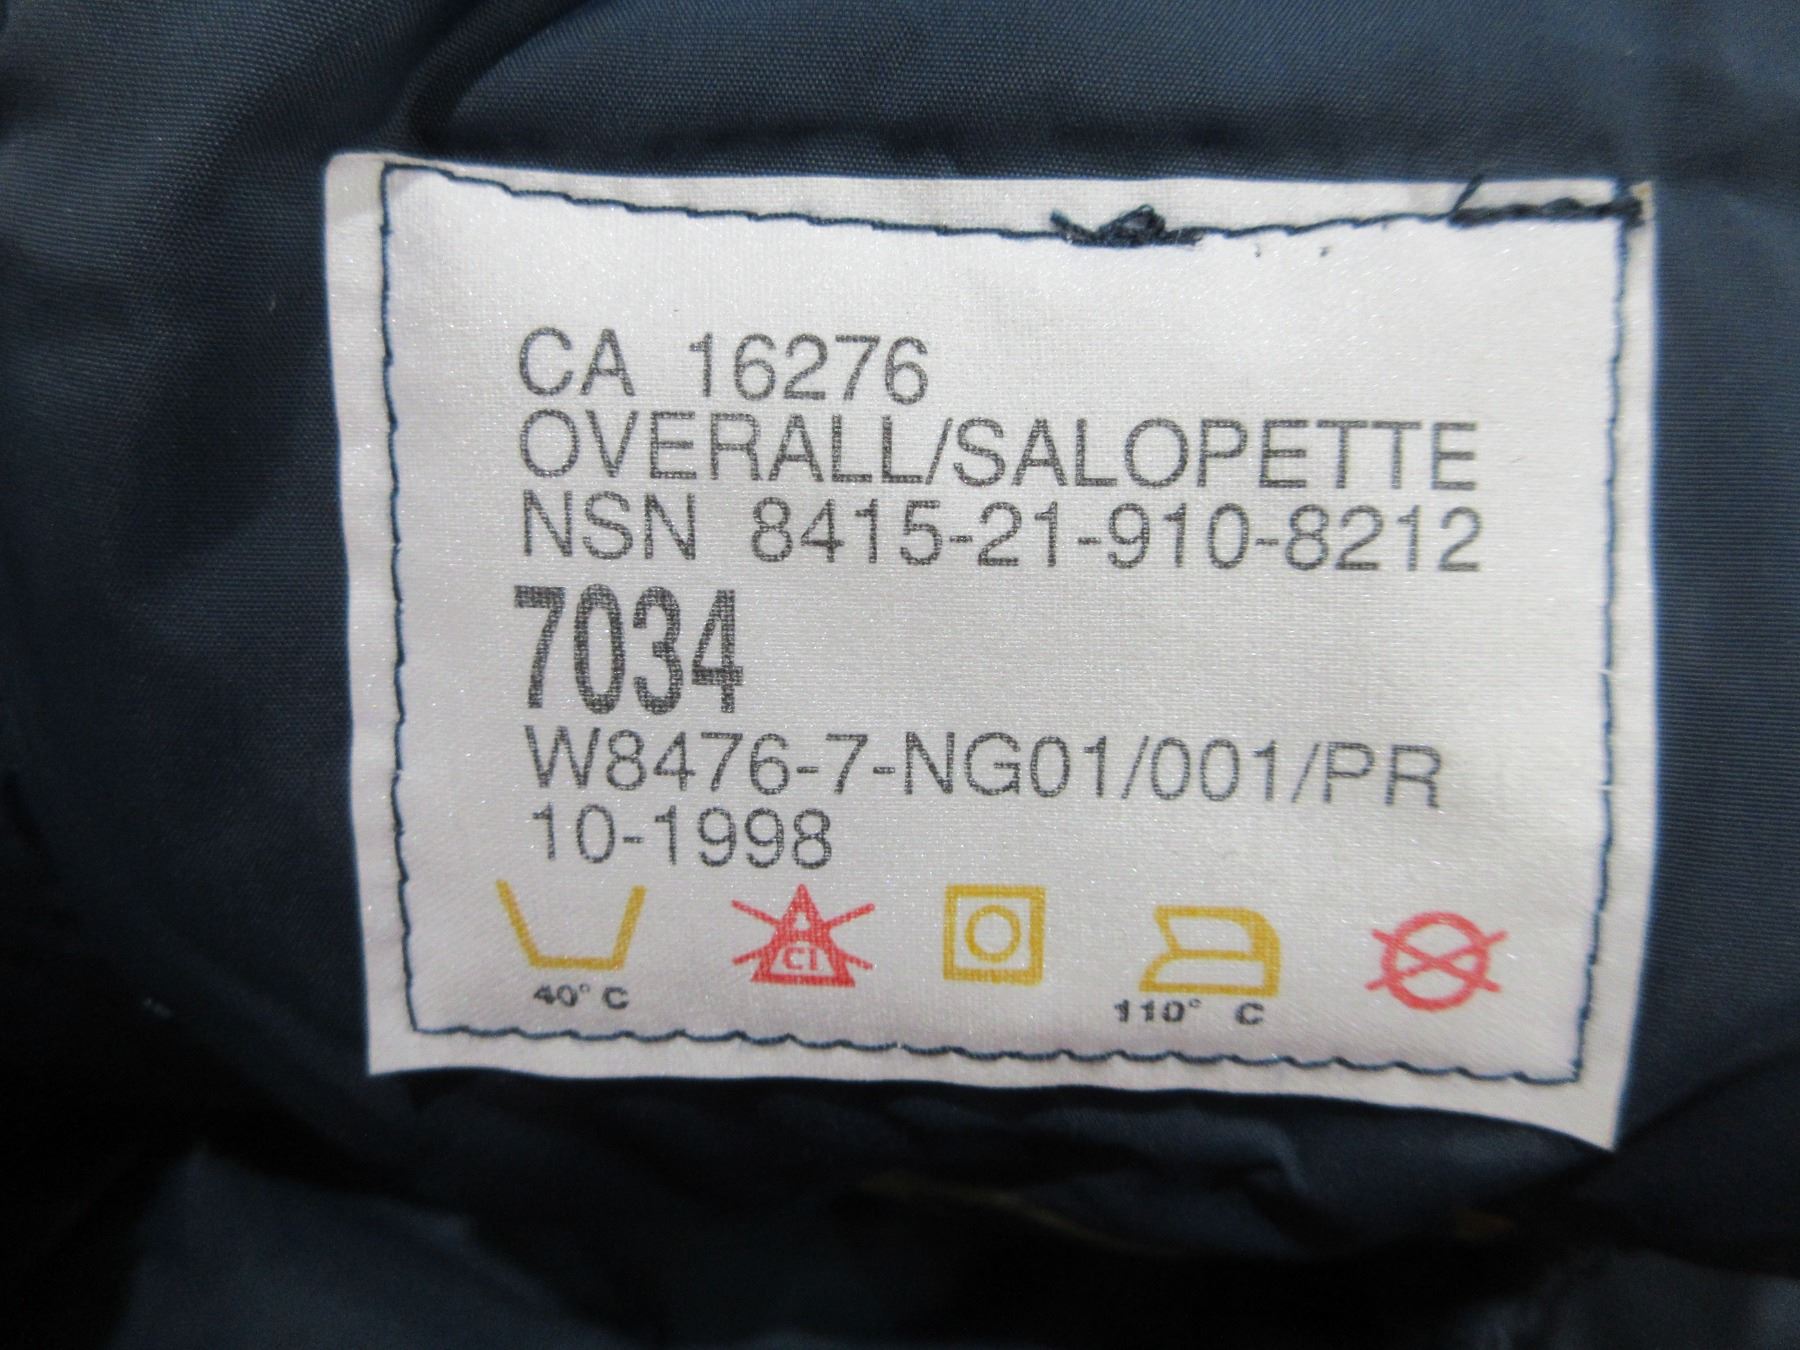 CA 16276
OVERALL/SALOPETTE
NSN 8415-21-910-8212
7034
W8476-7-NG01/001/PR
10-1998
Cl
40° C
110° C